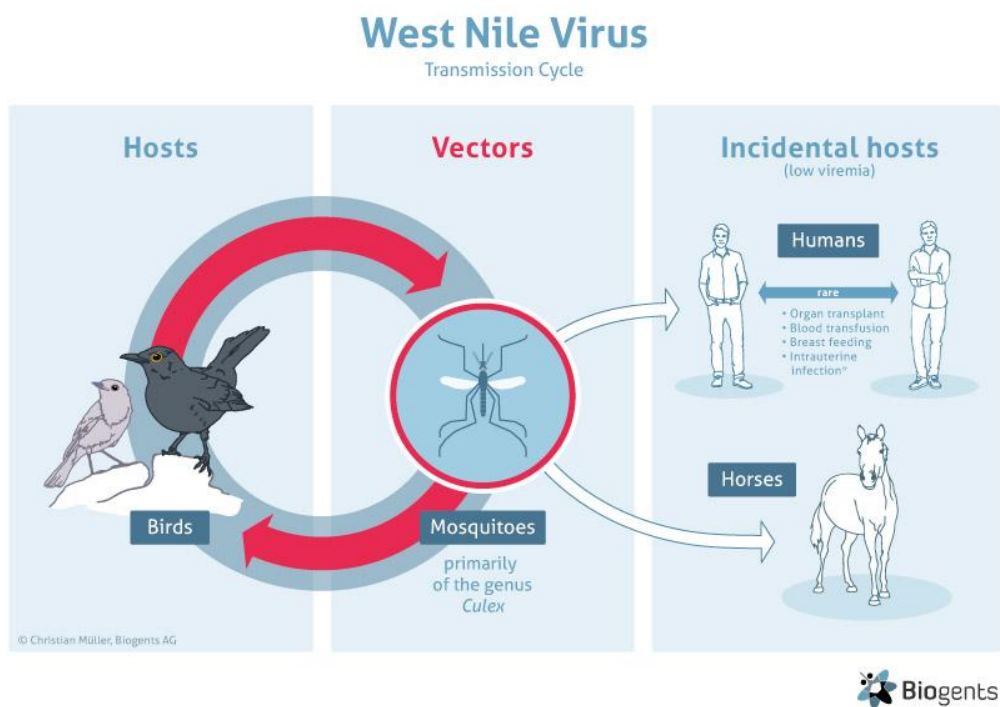 West Nile Virus
Transmission Cycle
Hosts
Birds
Vectors
Mosquitoes
primarily
of the genus
Culex
Incidental hosts
(low viremia)
Humans
rare
• Organ transplant
• Blood transfusion
• Breast feeding
• Intrauterine
infection*
Horses
© Christian Müller, Biogents AG
Biogents